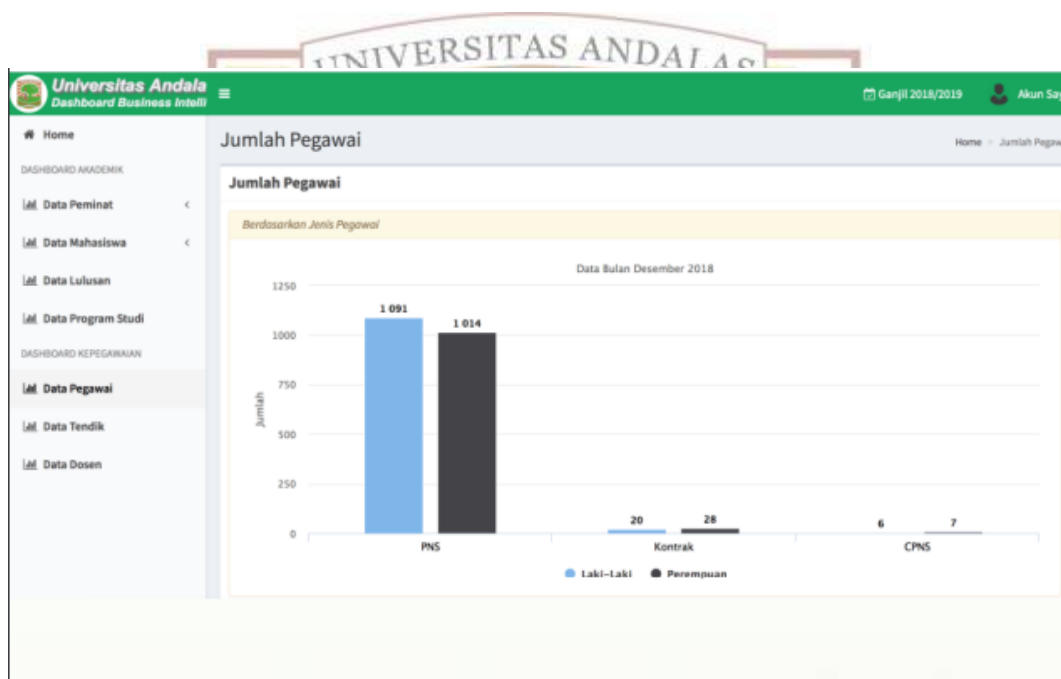 UNIVERSITAS ANDALAS
Universitas Andala
Dashboard Business Intelli
Ganjil 2018/2019
Akun Say
Home
DASHBOARD AKADEMIK
Data Peminat
Data Mahasiswa
Data Lulusan
Data Program Studi
DASHBOARD KEPEGAWAIAN
Data Pegawai
Data Tendik
Data Dosen
Jumlah Pegawai
Home > Jumlah Pegaw
Jumlah Pegawai
Berdasarkan Jenis Pegawai
Data Bulan Desember 2018
Jumlah
1250
1000
750
500
250
0
1 091
1 014
20
28
6
7
PNS
Kontrak
CPNS
Laki-Laki
Perempuan